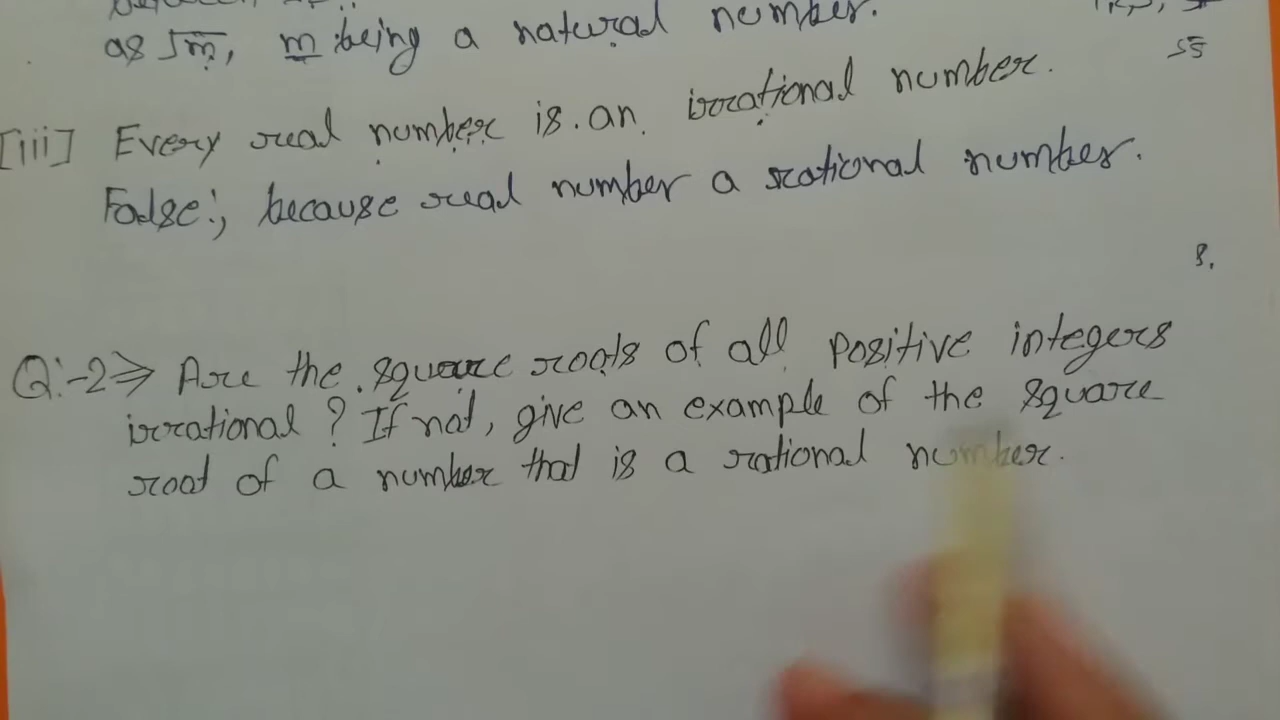 as √m, m being a natural number.
√5
[iii] Every real number is an irrational number.
False:, because real number a rational number.
8.
Q:-2⇒ Are the square roots of all positive integers
irrational ? If not, give an example of the square
root of a number that is a rational number.